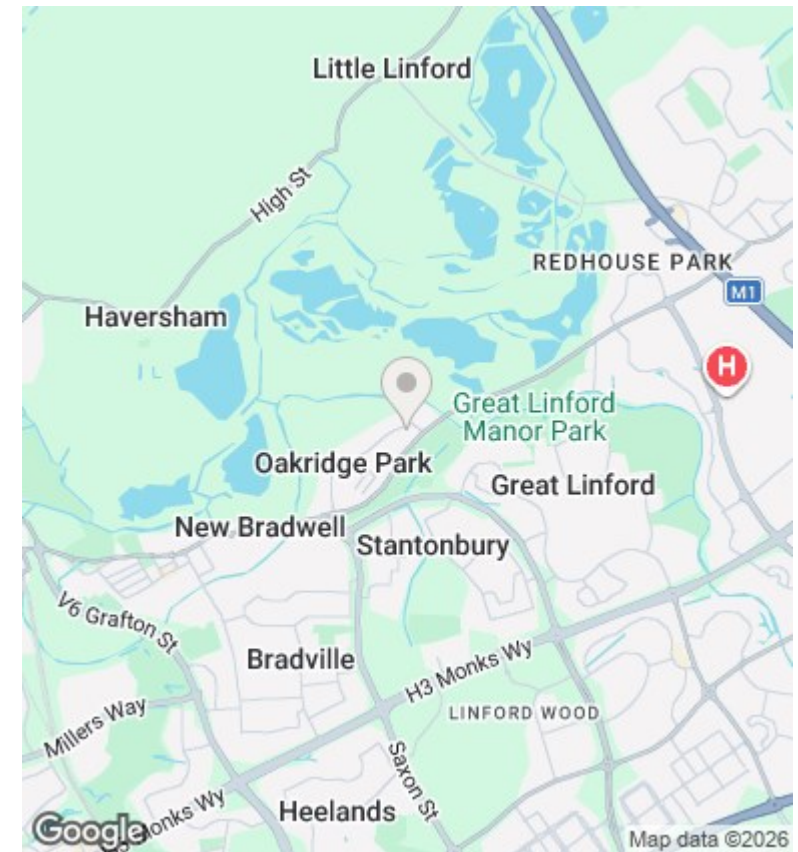 Little Linford
High St
REDHOUSE PARK
M1
Haversham
H
Great Linford
Manor Park
Oakridge Park
Great Linford
New Bradwell
Stantonbury
V6 Grafton St
Bradville
H3 Monks Wy
Millers Way
LINFORD WOOD
Saxon St
Heelands
H3 Monks Wy
Google
Map data ©2026